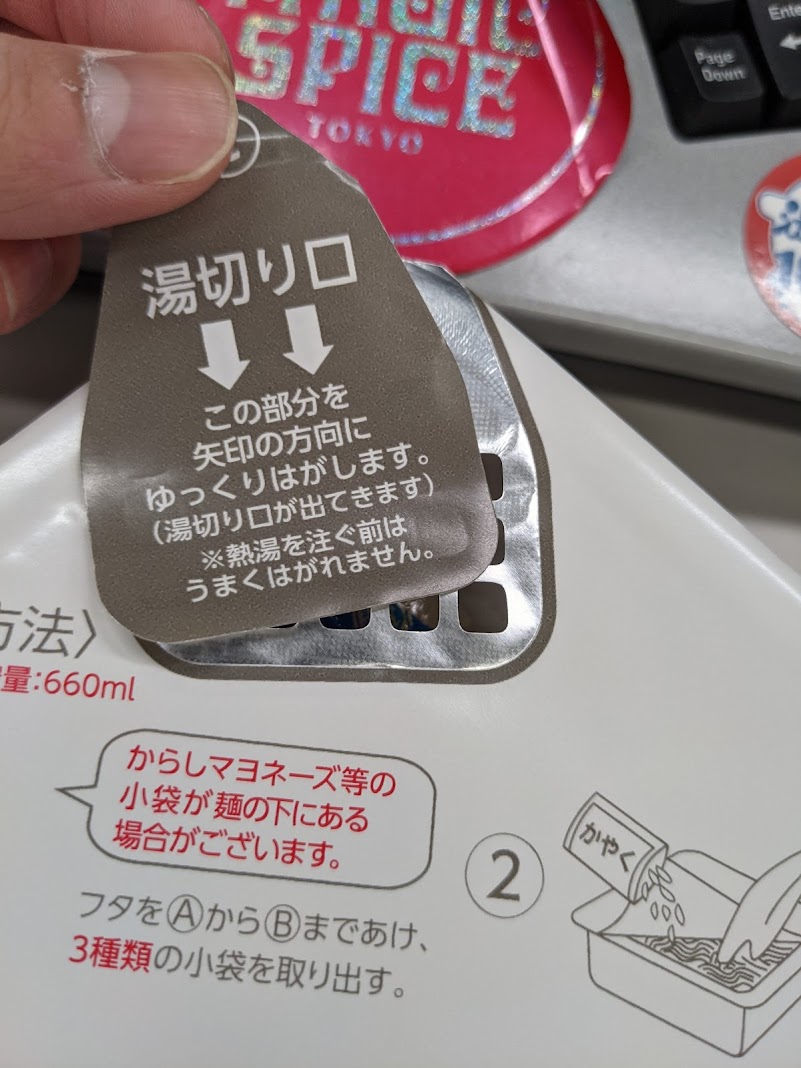 MAGIC
SPICE
TOKYO
Page
Down
Ente
湯切り口
この部分を
矢印の方向に
ゆっくりはがします。
(湯切り口が出てきます)
※熱湯を注ぐ前は
うまくはがれません。
方法〉
量:660ml
からしマヨネーズ等の
小袋が麺の下にある
場合がございます。
フタをⒶからⒷまであけ、
3種類の小袋を取り出す。
②
かやく